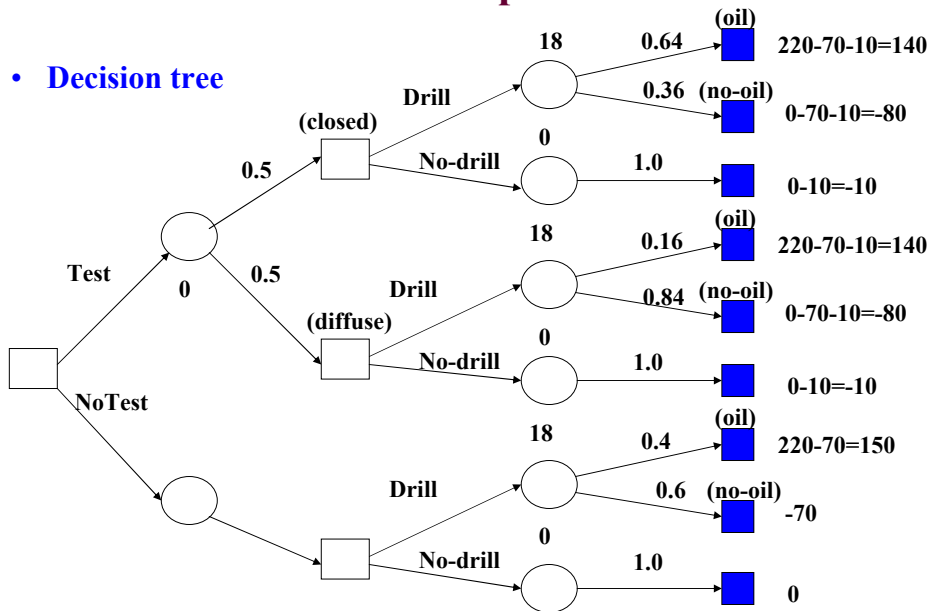 • Decision tree
18
0.64
(oil)
220-70-10=140
Drill
0.36
(no-oil)
0-70-10=-80
(closed)
0
0.5
No-drill
1.0
0-10=-10
(oil)
18
0.16
220-70-10=140
Test
0.5
Drill
0
0.84
(no-oil)
0-70-10=-80
(diffuse)
0
No-drill
1.0
0-10=-10
NoTest
(oil)
18
0.4
220-70=150
Drill
0.6
(no-oil)
-70
0
No-drill
1.0
0